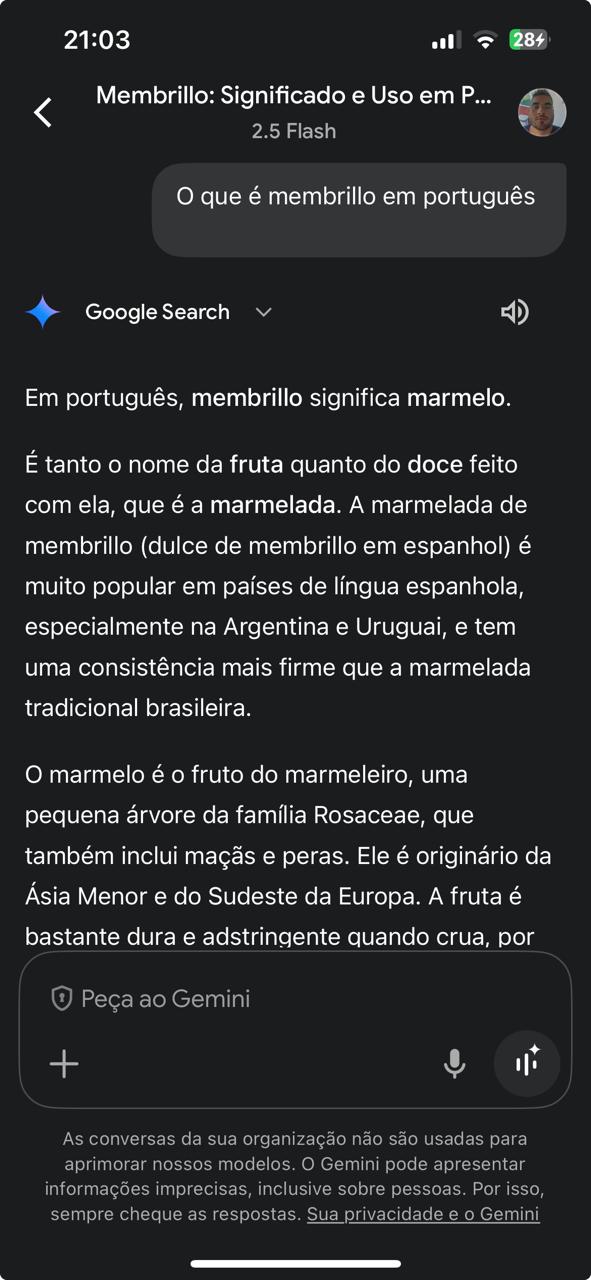 21:03
28
Membrillo: Significado e Uso em P...
2.5 Flash
O que é membrillo em português
Google Search
Em português, membrillo significa marmelo.
É tanto o nome da fruta quanto do doce feito
com ela, que é a marmelada. A marmelada de
membrillo (dulce de membrillo em espanhol) é
muito popular em países de língua espanhola,
especialmente na Argentina e Uruguai, e tem
uma consistência mais firme que a marmelada
tradicional brasileira.
O marmelo é o fruto do marmeleiro, uma
pequena árvore da família Rosaceae, que
também inclui maçãs e peras. Ele é originário da
Ásia Menor e do Sudeste da Europa. A fruta é
bastante dura e adstringente quando crua, por
Peça ao Gemini
As conversas da sua organização não são usadas para
aprimorar nossos modelos. O Gemini pode apresentar
informações imprecisas, inclusive sobre pessoas. Por isso,
sempre cheque as respostas. Sua privacidade e o Gemini